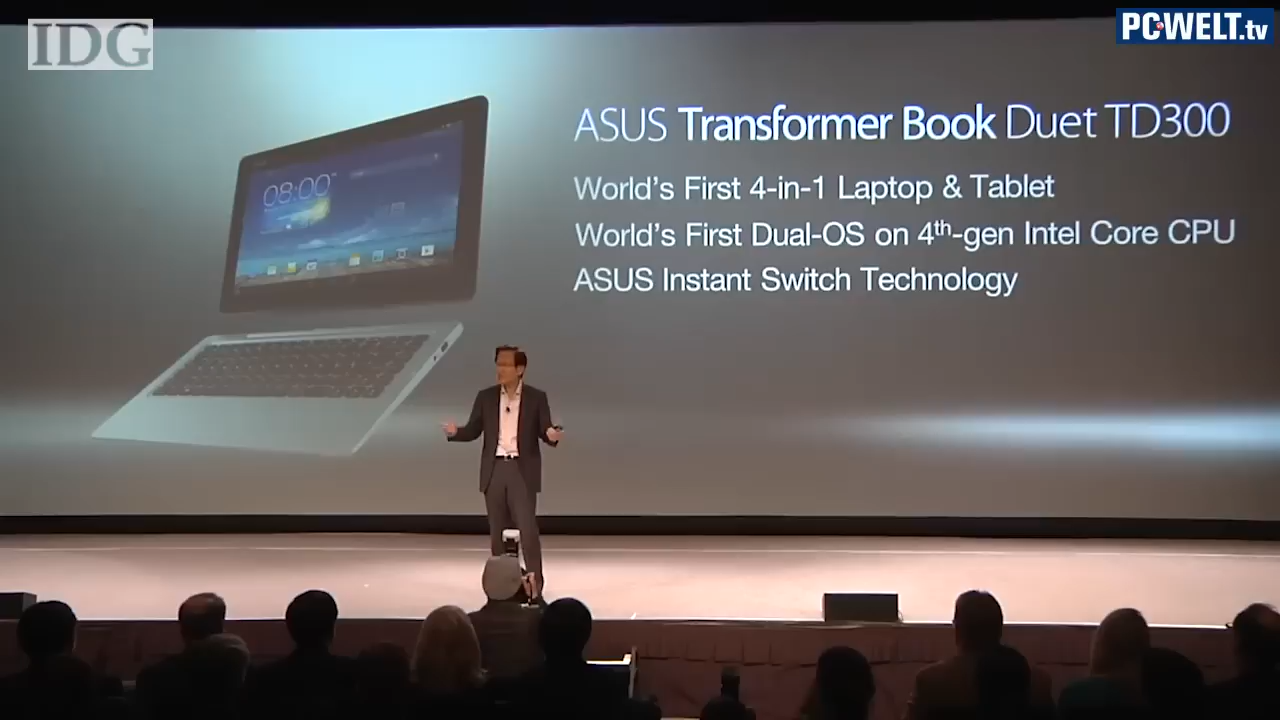 IDG
PCWELT.tv
ASUS Transformer Book Duet TD300
World's First 4-in-1 Laptop & Tablet
World's First Dual-OS on 4th-gen Intel Core CPU
ASUS Instant Switch Technology
08:00